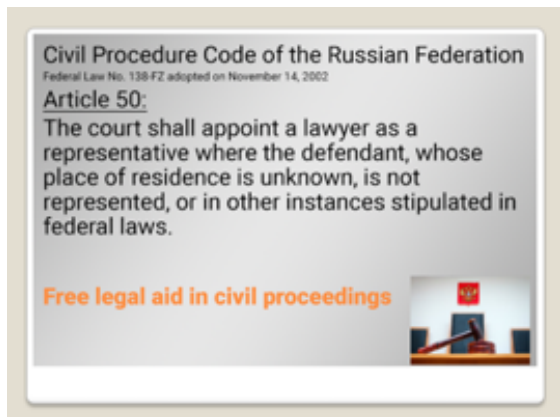 Civil Procedure Code of the Russian Federation
Federal Law No. 138-FZ adopted on November 14, 2002
Article 50:
The court shall appoint a lawyer as a
representative where the defendant, whose
place of residence is unknown, is not
represented, or in other instances stipulated in
federal laws.
Free legal aid in civil proceedings